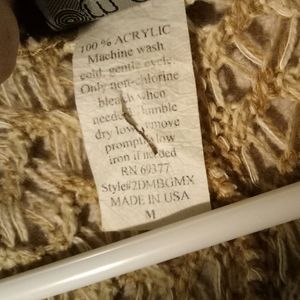 100 % ACRYLIC
Machine wash
cold, gentle cycle.
Only non-chlorine
bleach when
needed. Tumble
dry low, remove
promptly low
iron if needed
RN 69377
Style#2DMBGMX
MADE IN USA
M